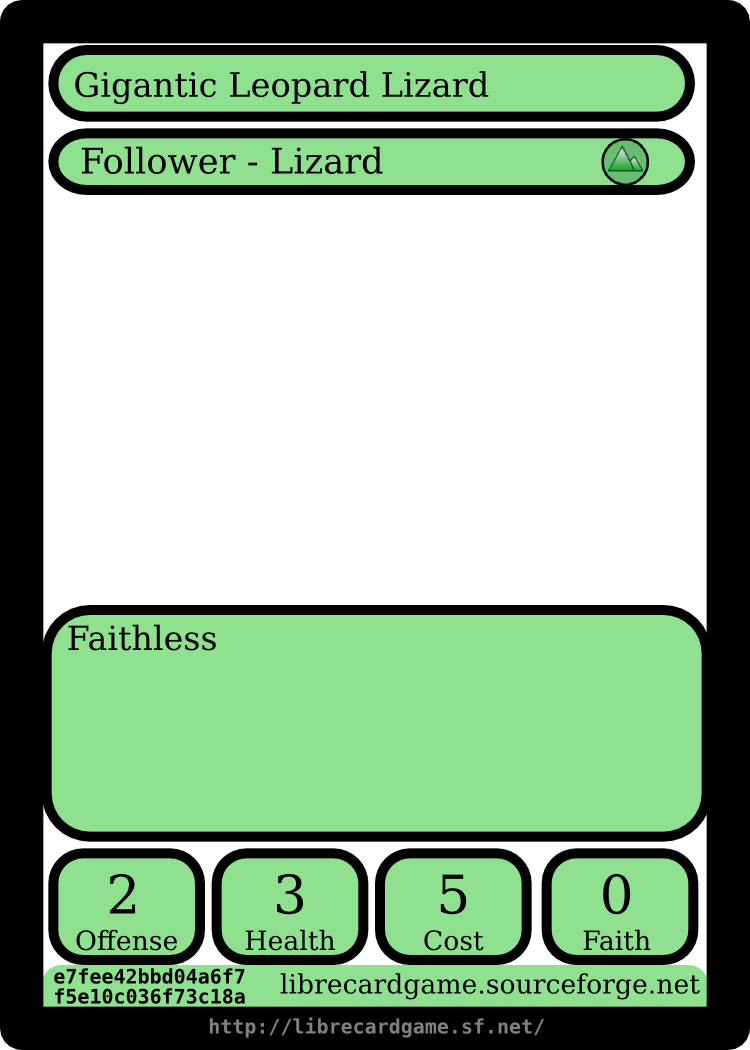 Gigantic Leopard Lizard
Follower - Lizard
Faithless
2 3 5 0
Offense Health Cost Faith
e7fee42bbd04a6f7
f5e10c036f73c18a
librecardgame.sourceforge.net
http://librecardgame.sf.net/